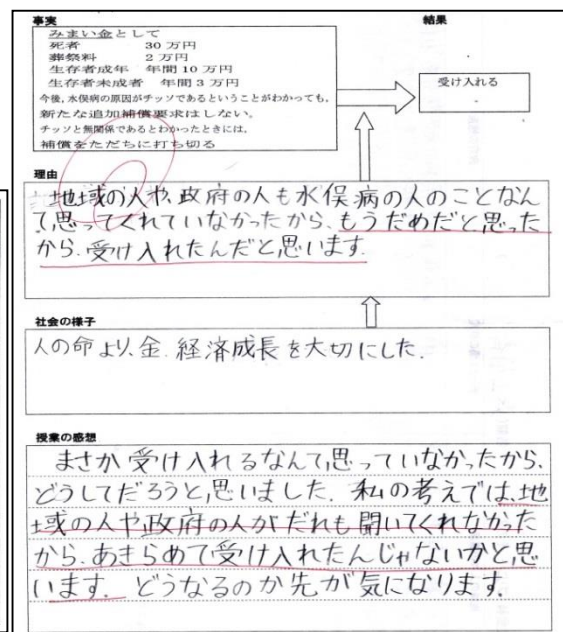 事実
みまい金として
死者 30万円
葬祭料 2万円
生存者成年 年間10万円
生存者未成者 年間3万円
今後、水俣病の原因がチッソであるということがわかっても、
新たな追加補償要求はしない。
チッソと無関係であるとわかったときには、
補償をただちに打ち切る
結果
受け入れる
理由
地域の人や、政府の人も水俣病の人のことなん
て思ってくれていなかったから、もうだめだと思った
から、受け入れたんだと思います。
社会の様子
人の命より、金、経済成長を大切にした。
授業の感想
まさか受け入れるなんて思っていなかったから、
どうしてだろうと思いました。私の考えでは、地
域の人や政府の人がだれも聞いてくれなかった
から、あきらめて受け入れたんじゃないかと思
います。どうなるのか先が気になります。